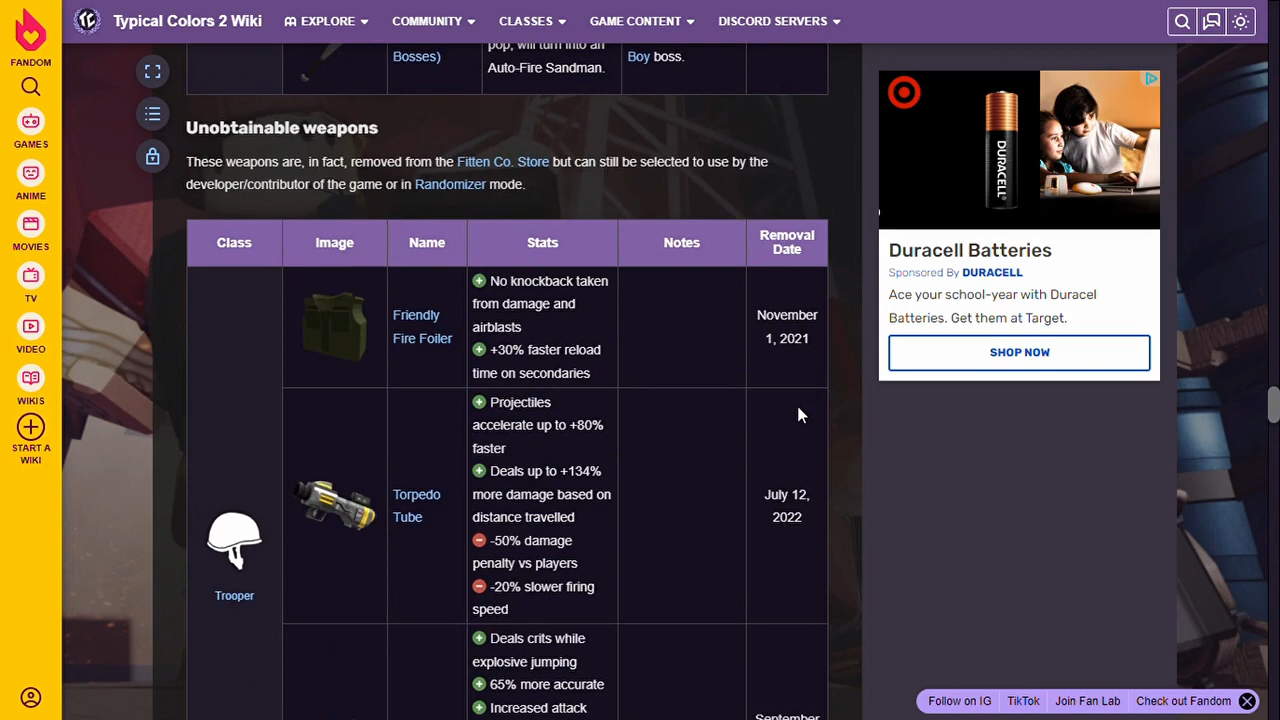 Typical Colors 2 Wiki
EXPLORE
COMMUNITY
CLASSES
GAME CONTENT
DISCORD SERVERS
FANDOM
GAMES
ANIME
MOVIES
TV
VIDEO
WIKIS
START A
WIKI
Bosses)
pop, will turn into an
Auto-Fire Sandman.
Boy boss.
Unobtainable weapons
These weapons are, in fact, removed from the Fitten Co. Store but can still be selected to use by the
developer/contributor of the game or in Randomizer mode.
Class
Image
Name
Stats
Notes
Removal
Date
Trooper
Friendly
Fire Foiler
No knockback taken
from damage and
airblasts
+30% faster reload
time on secondaries
November
1, 2021
Torpedo
Tube
Projectiles
accelerate up to +80%
faster
Deals up to +134%
more damage based on
distance travelled
-50% damage
penalty vs players
-20% slower firing
speed
July 12,
2022
Deals crits while
explosive jumping
65% more accurate
Increased attack
September
DURACELL
Duracell Batteries
Sponsored By DURACELL
Ace your school-year with Duracel
Batteries. Get them at Target.
SHOP NOW
Follow on IG
TikTok
Join Fan Lab
Check out Fandom